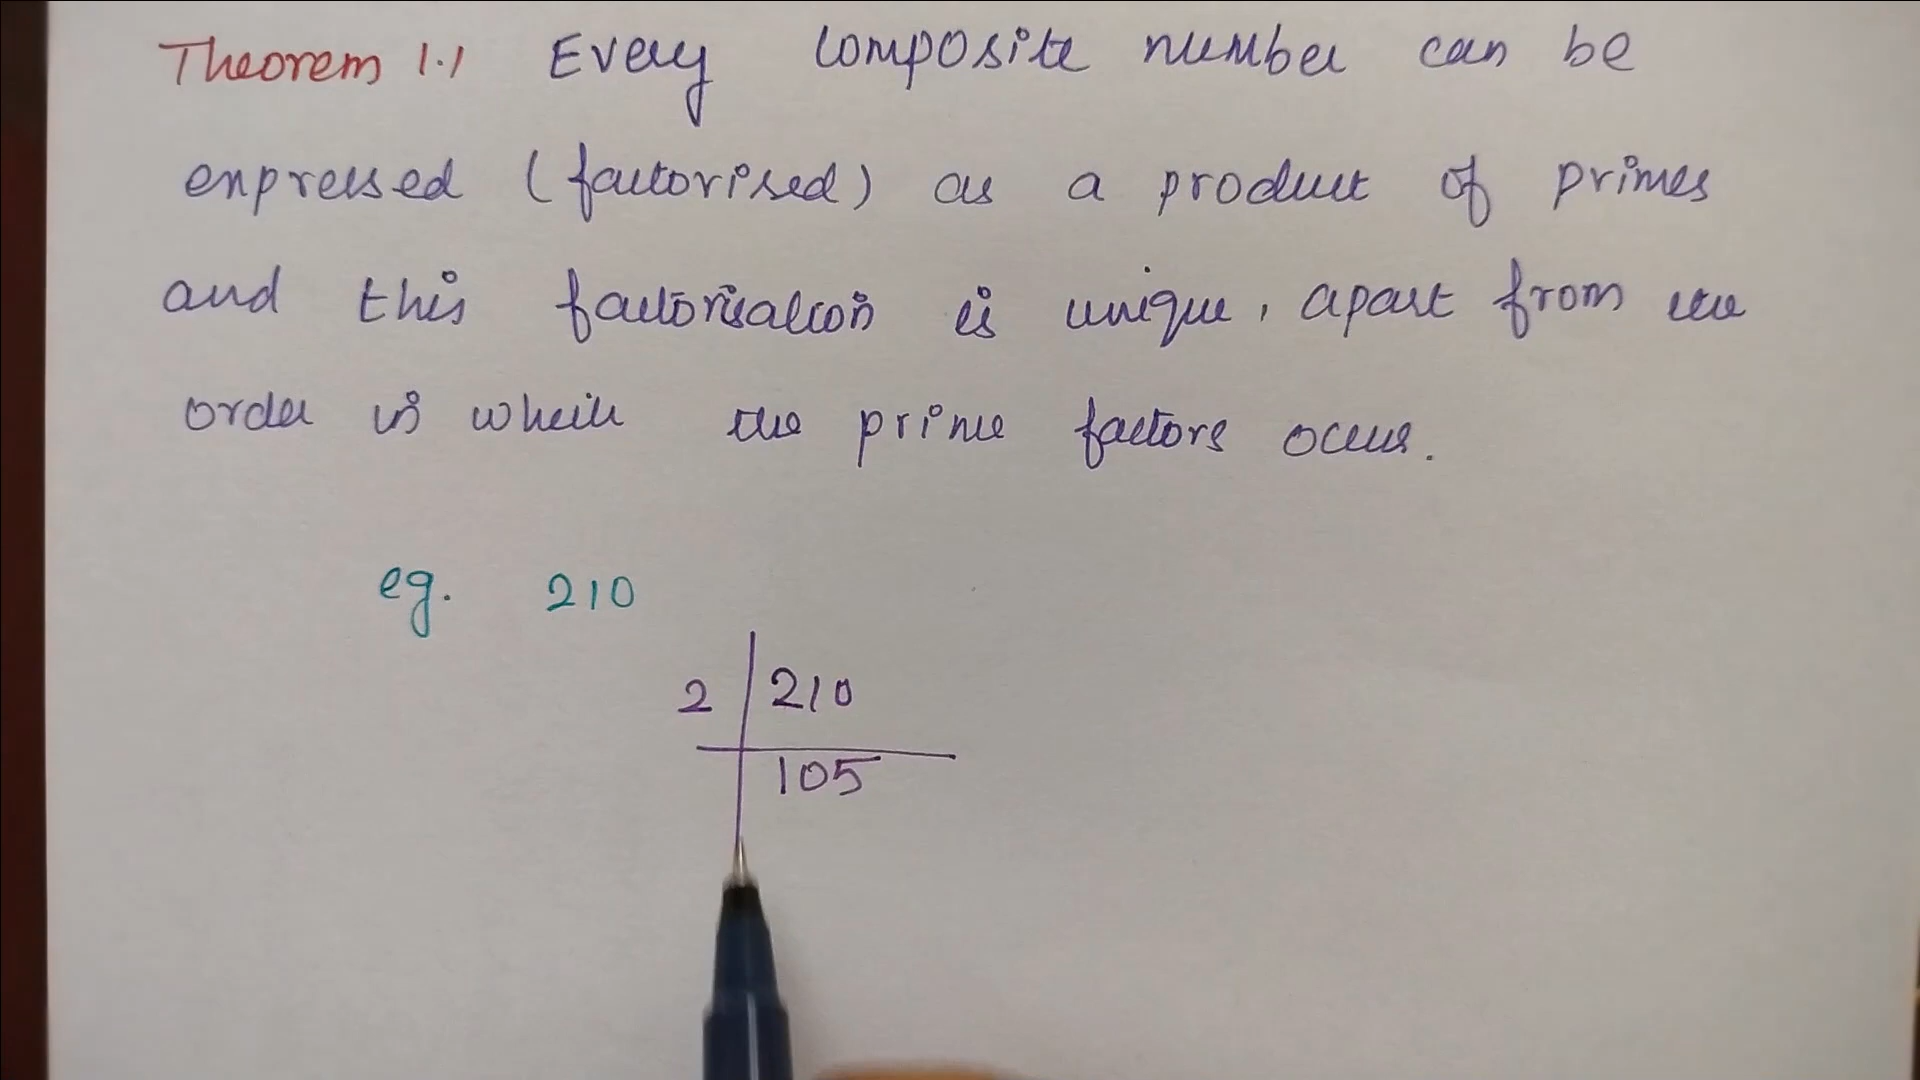 Theorem 1.1 Every composite number can be
expressed (factorised) as a product of primes
and this factorisation is unique, apart from the
order in which the prime factors occur.
eg. 210
2 210
105